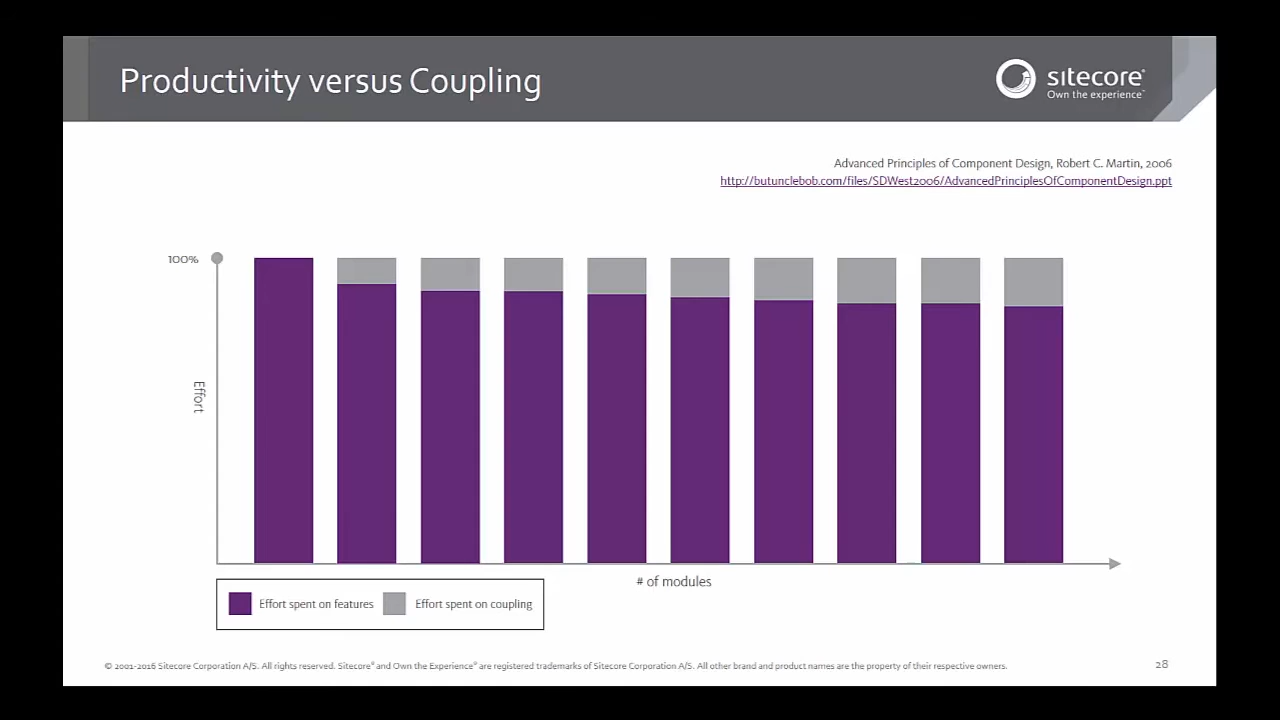 Productivity versus Coupling
sitecore®
Own the experience™
Advanced Principles of Component Design, Robert C. Martin, 2006
http://butunclebob.com/files/SDWest2006/AdvancedPrinciplesOfComponentDesign.ppt
100%
Effort
# of modules
Effort spent on features
Effort spent on coupling
© 2001-2016 Sitecore Corporation A/S. All rights reserved. Sitecore® and Own the Experience® are registered trademarks of Sitecore Corporation A/S. All other brand and product names are the property of their respective owners.
28